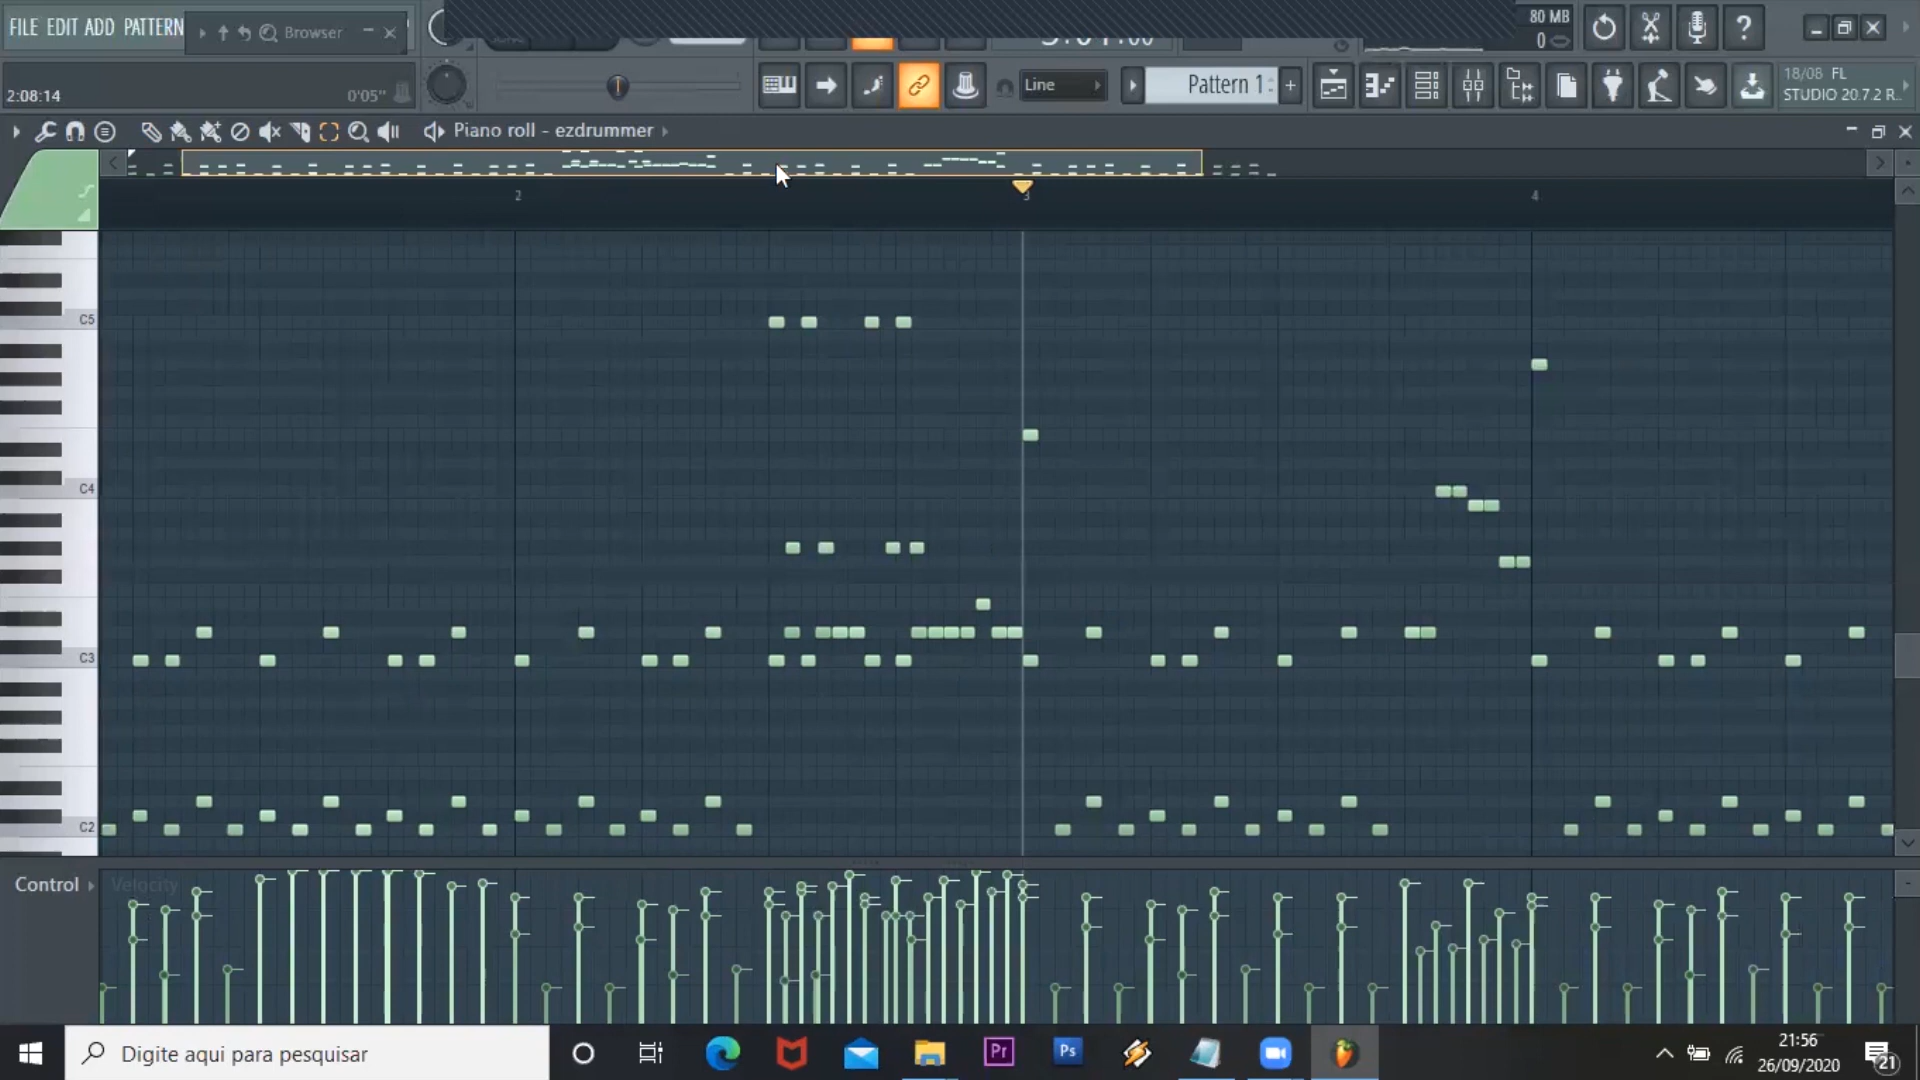 FILE EDIT ADD PATTERN
Browser
80 MB
0
2:08:14
0'05"
Line
Pattern 1
18/08 FL
STUDIO 20.7.2 R..
Piano roll - ezdrummer
2
3
4
C5
C4
C3
C2
Control
Velocity
Digite aqui para pesquisar
Pr
Ps
21:56
26/09/2020
21